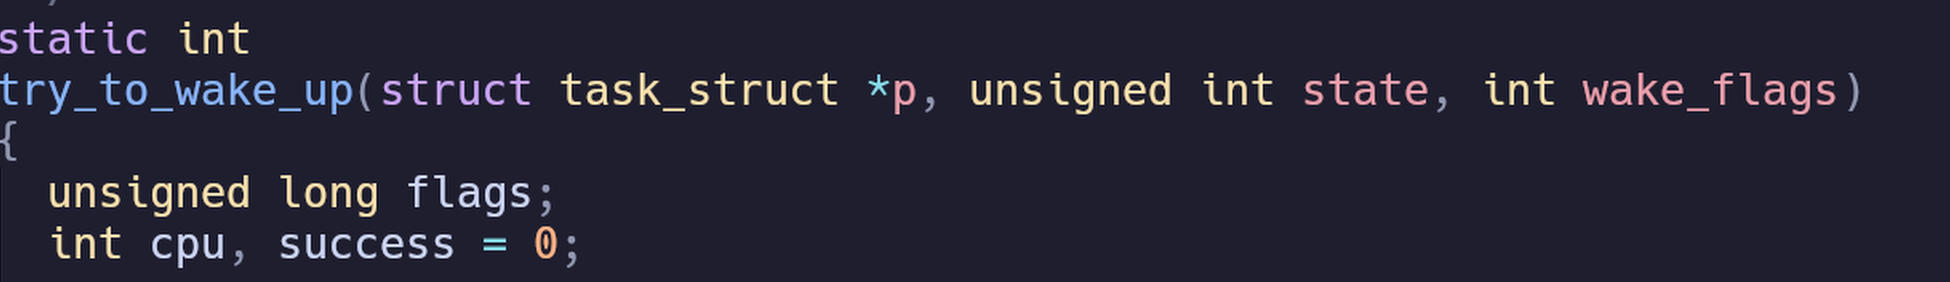 static int
try_to_wake_up(struct task_struct *p, unsigned int state, int wake_flags)
{
  unsigned long flags;
  int cpu, success = 0;